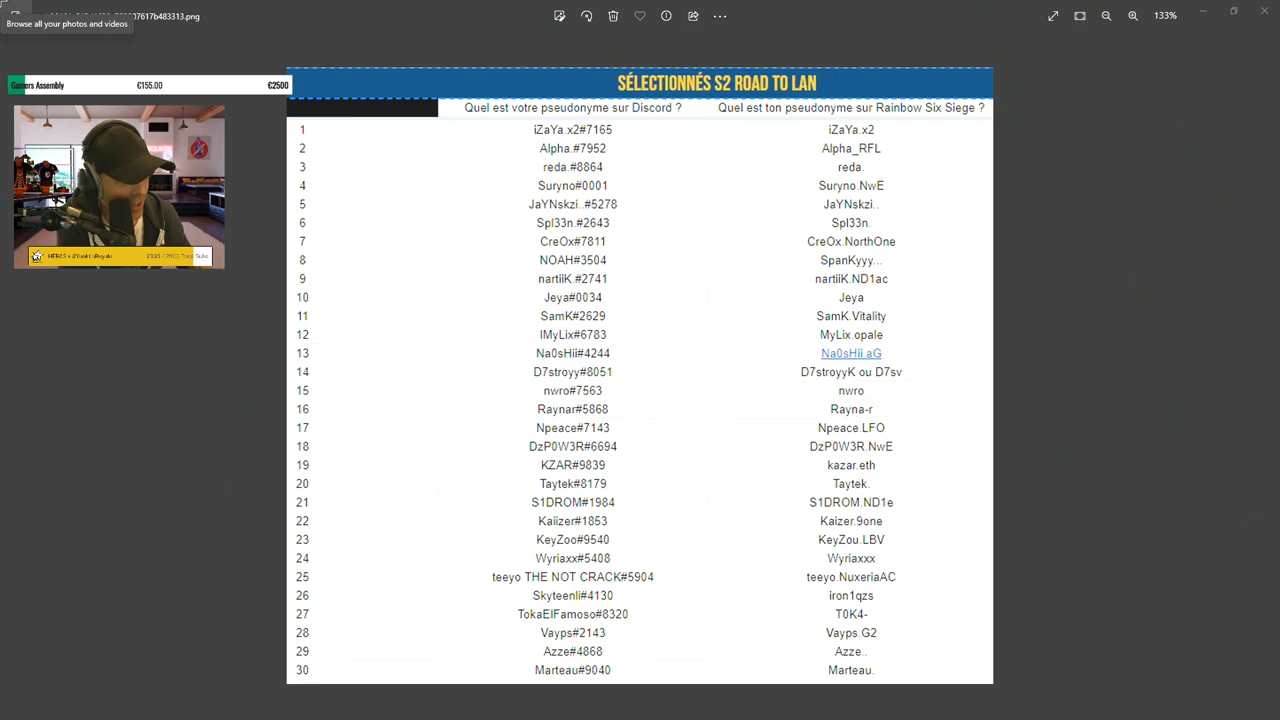 Browse all your photos and videos
133%
Gamers Assembly €155.00 €2500
SÉLECTIONNÉS S2 ROAD TO LAN
Quel est votre pseudonyme sur Discord ? Quel est ton pseudonyme sur Rainbow Six Siege ?
1 iZaYa.x2#7165 iZaYa.x2
2 Alpha.#7952 Alpha_RFL
3 reda.#8864 reda.
4 Suryno#0001 Suryno.NwE
5 JaYNskzi..#5278 JaYNskzi..
6 Spl33n.#2643 Spl33n.
7 CreOx#7811 CreOx.NorthOne
8 NOAH#3504 SpanKyyy...
9 nartiiK.#2741 nartiiK.ND1ac
10 Jeya#0034 Jeya
11 SamK#2629 SamK.Vitality
12 IMyLix#6783 MyLix.opale
13 Na0sHii#4244 Na0sHii.aG
14 D7stroyy#8051 D7stroyyK ou D7sv
15 nwro#7563 nwro
16 Raynar#5868 Rayna-r
17 Npeace#7143 Npeace.LFO
18 DzP0W3R#6694 DzP0W3R.NwE
19 KZAR#9839 kazar.eth
20 Taytek#8179 Taytek.
21 S1DROM#1984 S1DROM.ND1e
22 Kaiizer#1853 Kaizer.9one
23 KeyZoo#9540 KeyZou.LBV
24 Wyriaxx#5408 Wyriaxxx
25 teeyo THE NOT CRACK#5904 teeyo.NuxeriaAC
26 Skyteenli#4130 iron1qzs
27 TokaElFamoso#8320 T0K4-
28 Vayps#2143 Vayps.G2
29 Azze#4868 Azze..
30 Marteau#9040 Marteau.